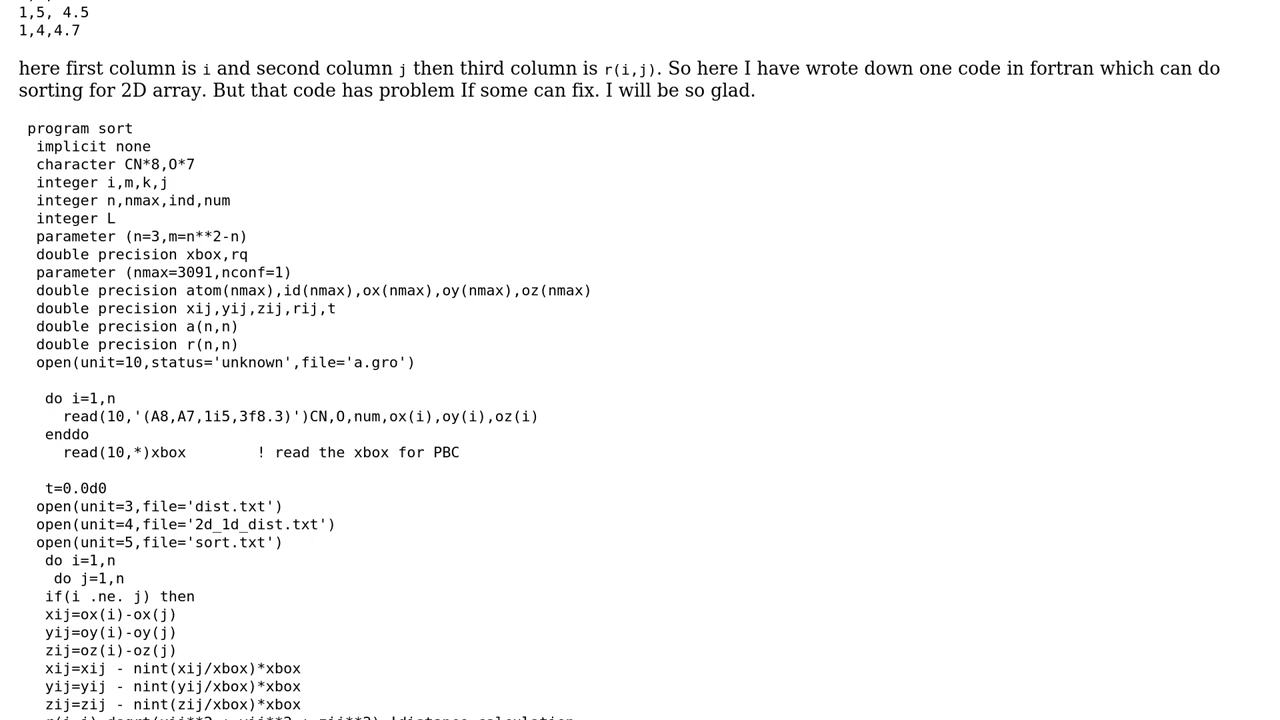 1,5, 4.5
1,4,4.7
here first column is i and second column j then third column is r(i,j). So here I have wrote down one code in fortran which can do
sorting for 2D array. But that code has problem If some can fix. I will be so glad.
program sort
implicit none
character CN*8,O*7
integer i,m,k,j
integer n,nmax,ind,num
integer L
parameter (n=3,m=n**2-n)
double precision xbox,rq
parameter (nmax=3091,nconf=1)
double precision atom(nmax),id(nmax),ox(nmax),oy(nmax),oz(nmax)
double precision xij,yij,zij,rij,t
double precision a(n,n)
double precision r(n,n)
open(unit=10,status='unknown',file='a.gro')
do i=1,n
read(10,'(A8,A7,1i5,3f8.3)')CN,O,num,ox(i),oy(i),oz(i)
enddo
read(10,*)xbox        ! read the xbox for PBC
t=0.0d0
open(unit=3,file='dist.txt')
open(unit=4,file='2d_1d_dist.txt')
open(unit=5,file='sort.txt')
do i=1,n
do j=1,n
if(i .ne. j) then
xij=ox(i)-ox(j)
yij=oy(i)-oy(j)
zij=oz(i)-oz(j)
xij=xij - nint(xij/xbox)*xbox
yij=yij - nint(yij/xbox)*xbox
zij=zij - nint(zij/xbox)*xbox